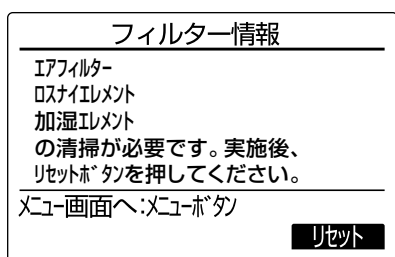 フィルター情報
エアフィルター
ロスナイエレメント
加湿エレメント
の清掃が必要です。実施後、
リセットボタンを押してください。
メニュー画面へ:メニューボタン
リセット